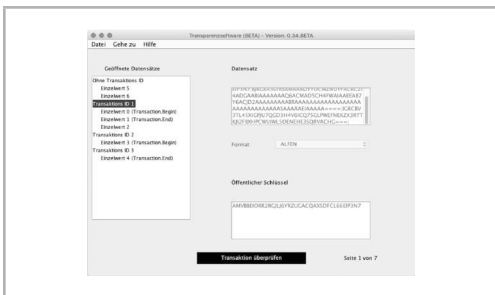 Transparenzsoftware (BETA) – Version: 0.34-BETA
Datei Gehe zu Hilfe
Geöffnete Datensätze
Ohne Transaktions ID
Einzelwert 5
Einzelwert 6
Transaktions ID 1
Einzelwert 0 (Transaction.Begin)
Einzelwert 1 (Transaction.End)
Einzelwert 2
Transaktions ID 2
Einzelwert 3 (Transaction.Begin)
Transaktions ID 3
Einzelwert 4 (Transaction.End)
Datensatz
Format
ALFEN
Öffentlicher Schlüssel
Transaktion überprüfen
Seite 1 von 7